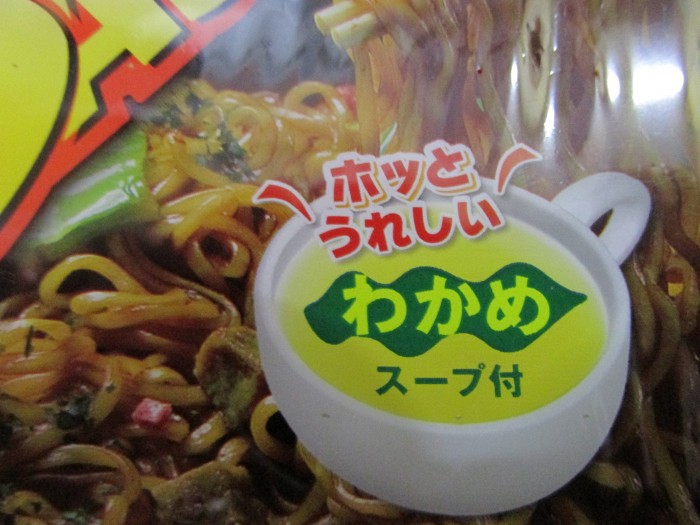 ホッと
うれしい
わかめ
スープ付